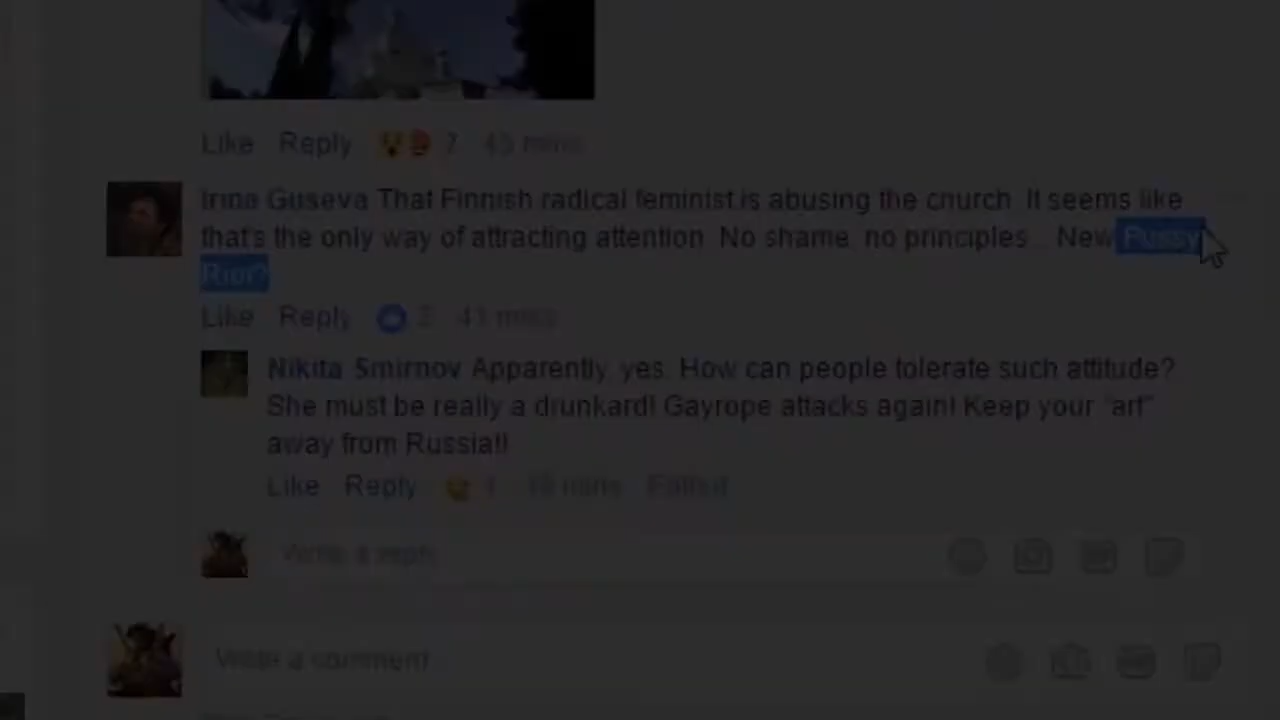 Like Reply 7 43 mins
Irina Guseva That Finnish radical feminist is abusing the church. It seems like
that's the only way of attracting attention. No shame, no principles... New Pussy
Riot?
Like Reply 3 41 mins
Nikita Smirnov Apparently, yes. How can people tolerate such attitude?
She must be really a drunkard! Gayrope attacks again! Keep your "art"
away from Russia!!
Like Reply 1 mins Edited
Write a reply
Write a comment